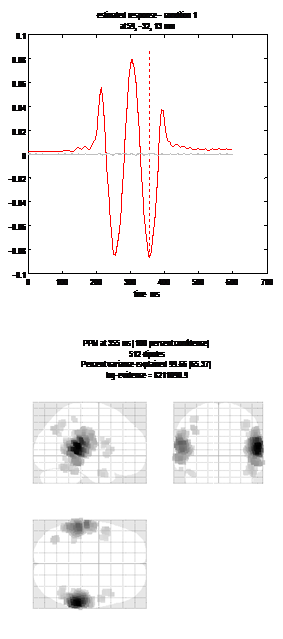 estimated response - condition 1
at 59, -32, 13 mm
0.1
0.08
0.06
0.04
0.02
0
-0.02
-0.04
-0.06
-0.08
-0.1
0 100 200 300 400 500 600 700
time ms
PPM at 355 ms (100 percent confidence)
512 dipoles
Percent variance explained 99.66 (65.37)
log-evidence =